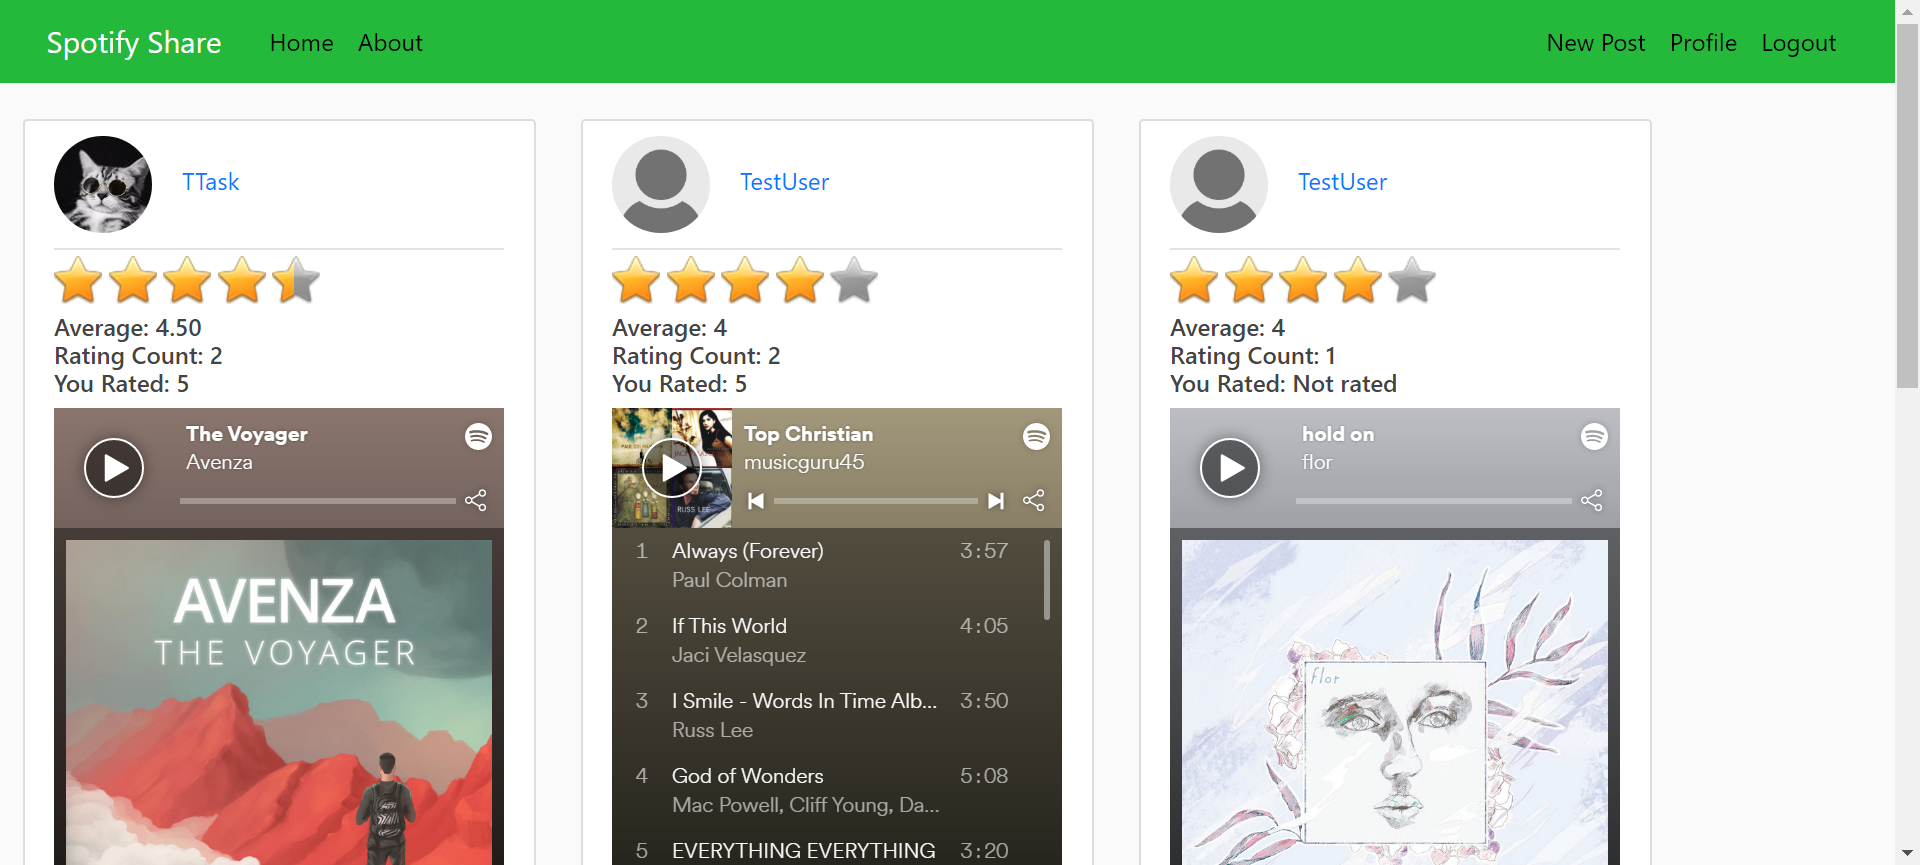 Spotify Share Home About New Post Profile Logout
TTask
Average: 4.50
Rating Count: 2
You Rated: 5
The Voyager
Avenza
AVENZA
THE VOYAGER
TestUser
Average: 4
Rating Count: 2
You Rated: 5
Top Christian
musicguru45
RUSS LEE
1 Always (Forever) 3:57
Paul Colman
2 If This World 4:05
Jaci Velasquez
3 I Smile - Words In Time Alb... 3:50
Russ Lee
4 God of Wonders 5:08
Mac Powell, Cliff Young, Da...
5 EVERYTHING EVERYTHING 3:20
TestUser
Average: 4
Rating Count: 1
You Rated: Not rated
hold on
flor
flor